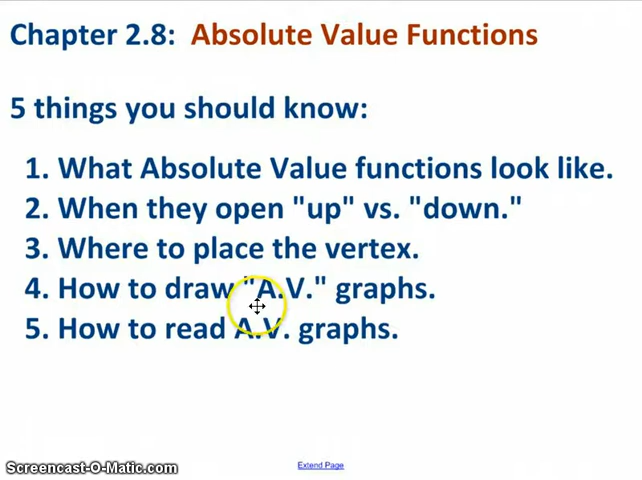 Chapter 2.8: Absolute Value Functions
5 things you should know:
1. What Absolute Value functions look like.
2. When they open "up" vs. "down."
3. Where to place the vertex.
4. How to draw "A.V." graphs.
5. How to read A.V. graphs.
Extend Page
Screencast-O-Matic.com